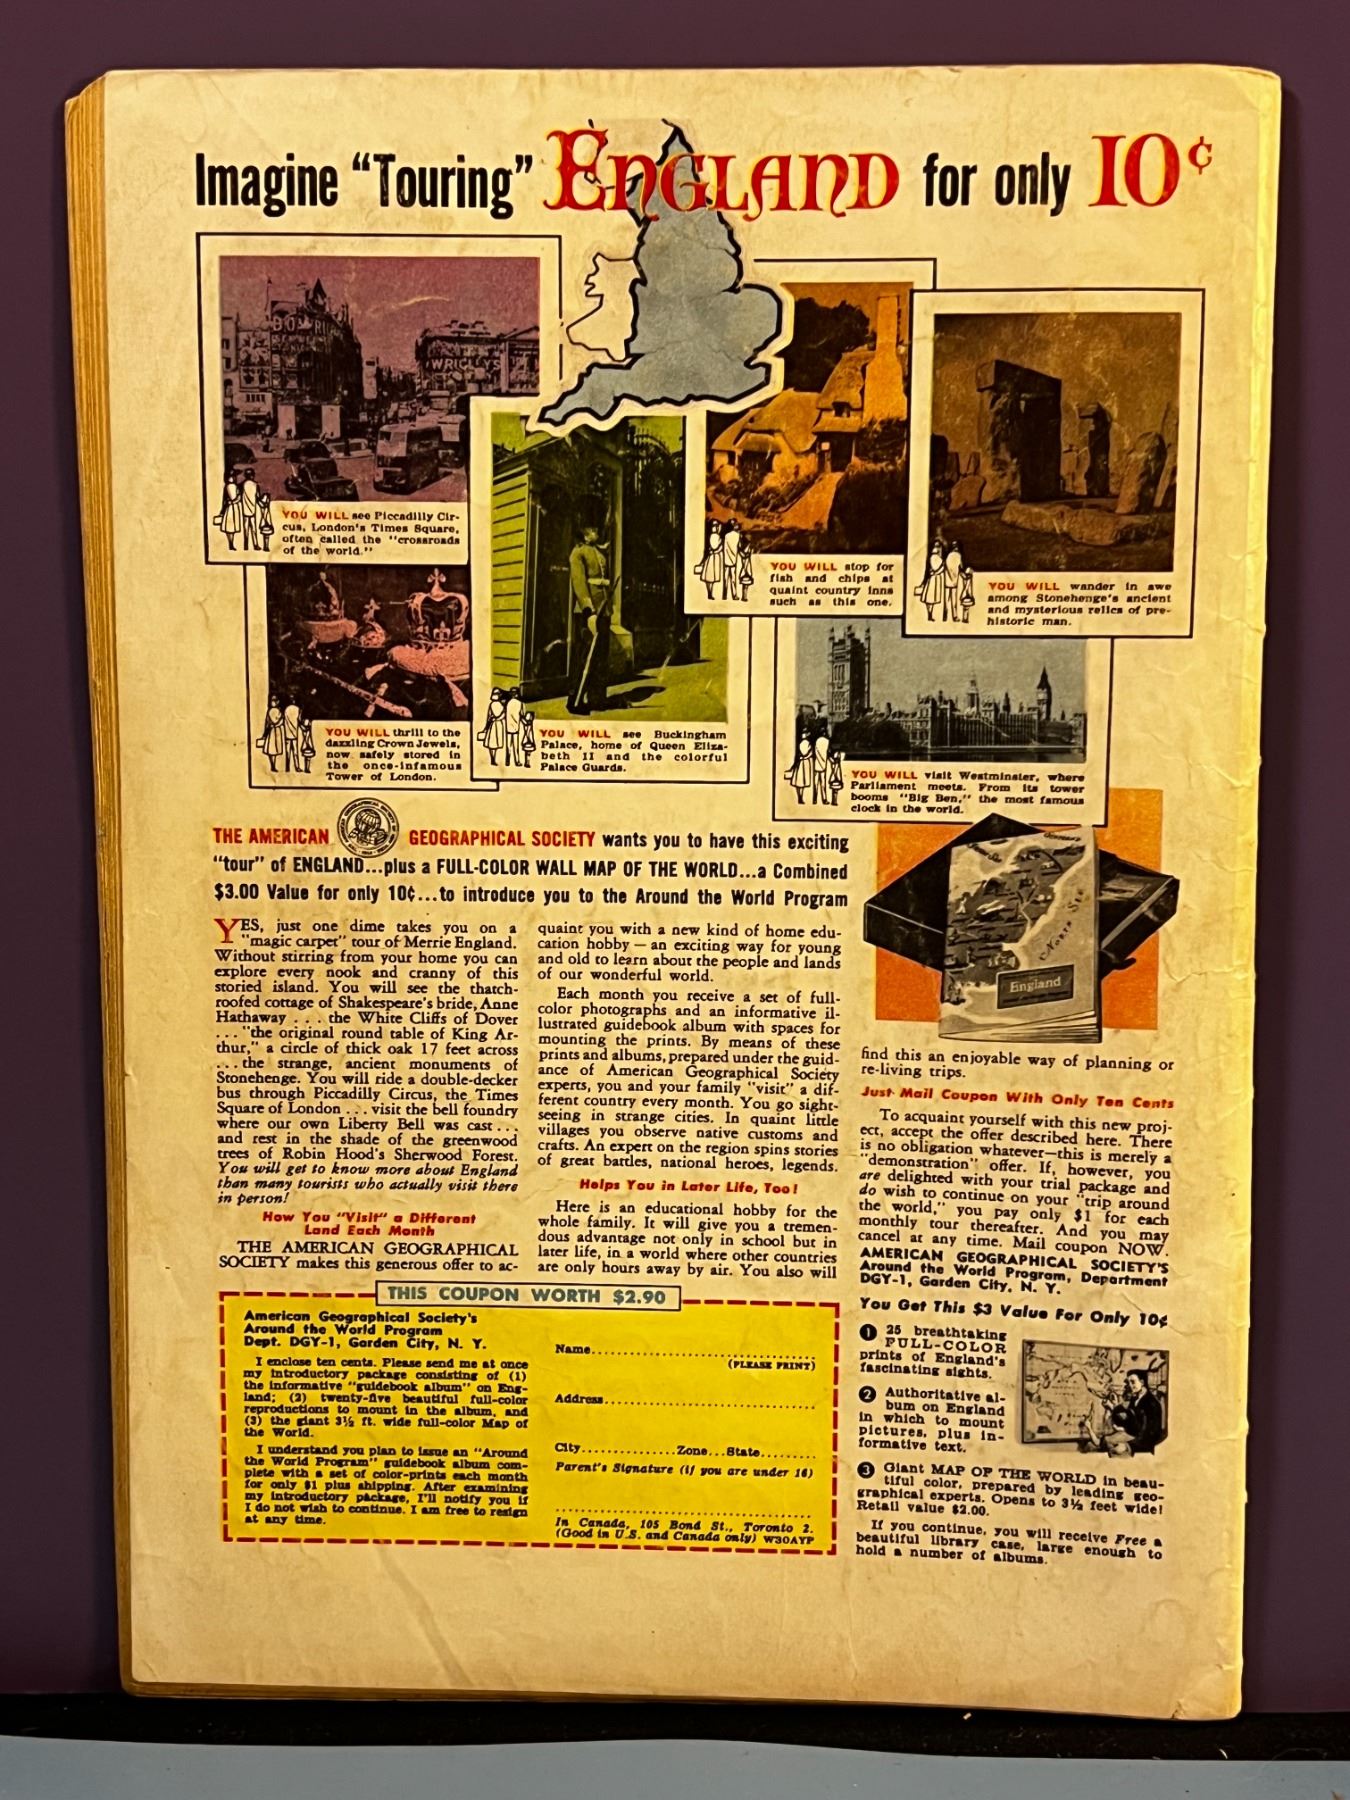 Imagine "Touring" ENGLAND for only 10¢
BOVRIL
WRIGLEY'S
YOU WILL see Piccadilly Cir-
cus, London's Times Square,
often called the "crossroads
of the world."
YOU WILL stop for
fish and chips at
quaint country inns
such as this one.
YOU WILL wander in awe
among Stonehenge's ancient
and mysterious relics of pre-
historic man.
YOU WILL thrill to the
dazzling Crown Jewels,
now safely stored in
the once-infamous
Tower of London.
YOU WILL see Buckingham
Palace, home of Queen Eliza-
beth II and the colorful
Palace Guards.
YOU WILL visit Westminster, where
Parliament meets. From its tower
booms "Big Ben," the most famous
clock in the world.
THE AMERICAN GEOGRAPHICAL SOCIETY wants you to have this exciting
"tour" of ENGLAND...plus a FULL-COLOR WALL MAP OF THE WORLD...a Combined
$3.00 Value for only 10¢...to introduce you to the Around the World Program
YES, just one dime takes you on a
"magic carpet" tour of Merrie England.
Without stirring from your home you can
explore every nook and cranny of this
storied island. You will see the thatch-
roofed cottage of Shakespeare's bride, Anne
Hathaway . . . the White Cliffs of Dover
. . . "the original round table of King Ar-
thur," a circle of thick oak 17 feet across
. . . the strange, ancient monuments of
Stonehenge. You will ride a double-decker
bus through Piccadilly Circus, the Times
Square of London . . . visit the bell foundry
where our own Liberty Bell was cast . . .
and rest in the shade of the greenwood
trees of Robin Hood's Sherwood Forest.
You will get to know more about England
than many tourists who actually visit there
in person!
How You "Visit" a Different
Land Each Month
THE AMERICAN GEOGRAPHICAL
SOCIETY makes this generous offer to ac-
quaint you with a new kind of home edu-
cation hobby — an exciting way for young
and old to learn about the people and lands
of our wonderful world.
Each month you receive a set of full-
color photographs and an informative il-
lustrated guidebook album with spaces for
mounting the prints. By means of these
prints and albums, prepared under the guid-
ance of American Geographical Society
experts, you and your family "visit" a dif-
ferent country every month. You go sight-
seeing in strange cities. In quaint little
villages you observe native customs and
crafts. An expert on the region spins stories
of great battles, national heroes, legends.
Helps You in Later Life, Too!
Here is an educational hobby for the
whole family. It will give you a tremen-
dous advantage not only in school but in
later life, in a world where other countries
are only hours away by air. You also will
North Sea
England
find this an enjoyable way of planning or
re-living trips.
Just Mail Coupon With Only Ten Cents
To acquaint yourself with this new proj-
ect, accept the offer described here. There
is no obligation whatever—this is merely a
"demonstration" offer. If, however, you
are delighted with your trial package and
do wish to continue on your "trip around
the world," you pay only $1 for each
monthly tour thereafter. And you may
cancel at any time. Mail coupon NOW.
AMERICAN GEOGRAPHICAL SOCIETY'S
Around the World Program, Department
DGY-1, Garden City, N. Y.
You Get This $3 Value For Only 10¢
1 25 breathtaking
FULL-COLOR
prints of England's
fascinating sights.
2 Authoritative al-
bum on England
in which to mount
pictures, plus in-
formative text.
3 Giant MAP OF THE WORLD in beau-
tiful color, prepared by leading geo-
graphical experts. Opens to 3½ feet wide!
Retail value $2.00.
If you continue, you will receive Free a
beautiful library case, large enough to
hold a number of albums.
THIS COUPON WORTH $2.90
American Geographical Society's
Around the World Program
Dept. DGY-1, Garden City, N. Y.
I enclose ten cents. Please send me at once
my introductory package consisting of (1)
the informative "guidebook album" on Eng-
land; (2) twenty-five beautiful full-color
reproductions to mount in the album, and
(3) the giant 3½ ft. wide full-color Map of
the World.
I understand you plan to issue an "Around
the World Program" guidebook album com-
plete with a set of color-prints each month
for only $1 plus shipping. After examining
my introductory package, I'll notify you if
I do not wish to continue. I am free to resign
at any time.
Name
(PLEASE PRINT)
Address
City.............Zone...State.........
Parent's Signature (if you are under 16)
In Canada, 105 Bond St., Toronto 2.
(Good in U.S. and Canada only) W30AYP